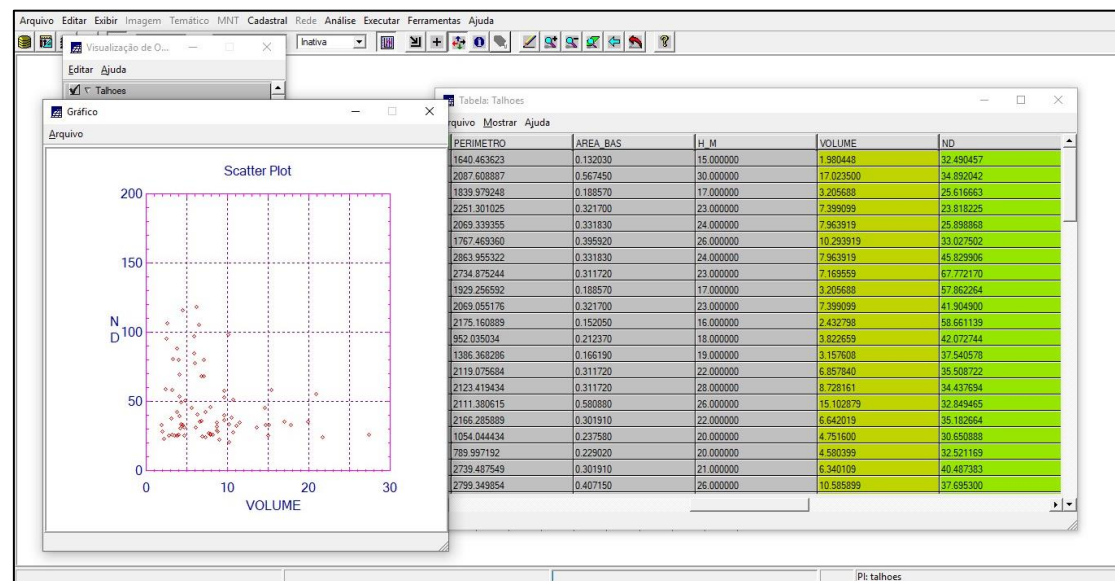 Arquivo Editar Exibir Imagem Temático MNT Cadastral Rede Análise Executar Ferramentas Ajuda
Inativa
Visualização de O...
Editar Ajuda
Talhoes
Gráfico
Arquivo
Scatter Plot
200
150
N
D
100
50
0
0 10 20 30
VOLUME
Tabela: Talhoes
rquivo Mostrar Ajuda
PERIMETRO AREA_BAS H_M VOLUME ND
1640.463623 0.132030 15.000000 1.980448 32.490457
2087.608887 0.567450 30.000000 17.023500 34.892042
1839.979248 0.188570 17.000000 3.205688 25.616663
2251.301025 0.321700 23.000000 7.399099 23.818225
2069.339355 0.331830 24.000000 7.963919 25.898868
1767.469360 0.395920 26.000000 10.293919 33.027502
2863.955322 0.331830 24.000000 7.963919 45.829906
2734.875244 0.311720 23.000000 7.169559 67.772170
1929.256592 0.188570 17.000000 3.205688 57.862264
2069.055176 0.321700 23.000000 7.399099 41.904900
2175.160889 0.152050 16.000000 2.432798 58.661139
952.035034 0.212370 18.000000 3.822659 42.072744
1386.368286 0.166190 19.000000 3.157608 37.540578
2119.075684 0.311720 22.000000 6.857840 35.508722
2123.419434 0.311720 28.000000 8.728161 34.437694
2111.380615 0.580880 26.000000 15.102879 32.849465
2166.285889 0.301910 22.000000 6.642019 35.182664
1054.044434 0.237580 20.000000 4.751600 30.650888
789.997192 0.229020 20.000000 4.580399 32.521169
2739.487549 0.301910 21.000000 6.340109 40.487383
2799.349854 0.407150 26.000000 10.585899 37.695300
PI: talhoes